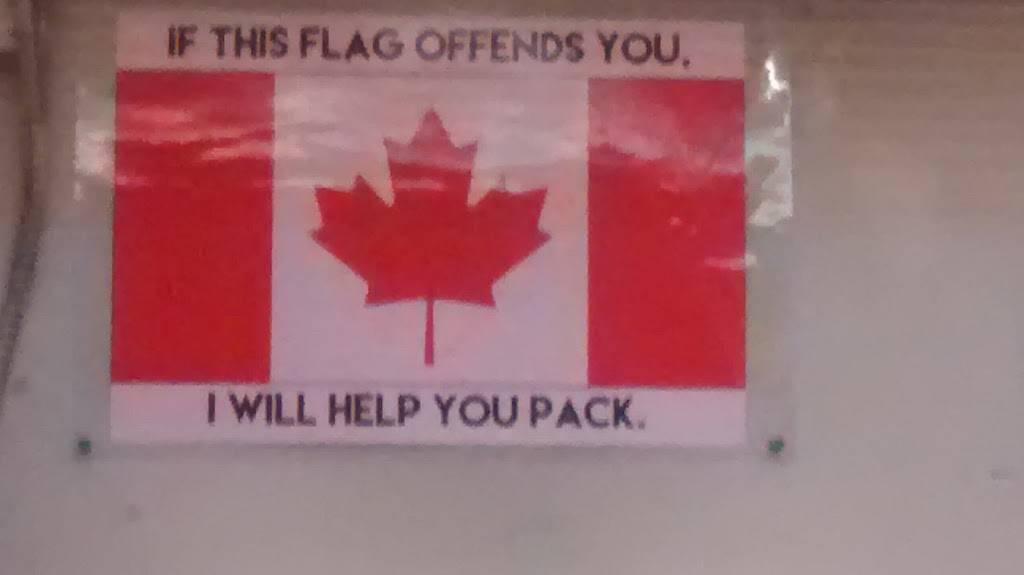 IF THIS FLAG OFFENDS YOU,
I WILL HELP YOU PACK.